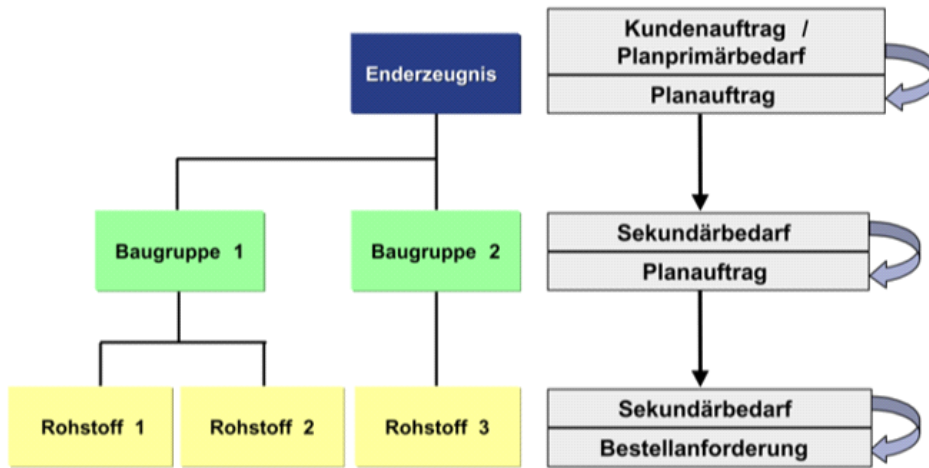 Enderzeugnis
Kundenauftrag /
Planprimärbedarf
Planauftrag
Baugruppe 1
Baugruppe 2
Sekundärbedarf
Planauftrag
Rohstoff 1
Rohstoff 2
Rohstoff 3
Sekundärbedarf
Bestellanforderung